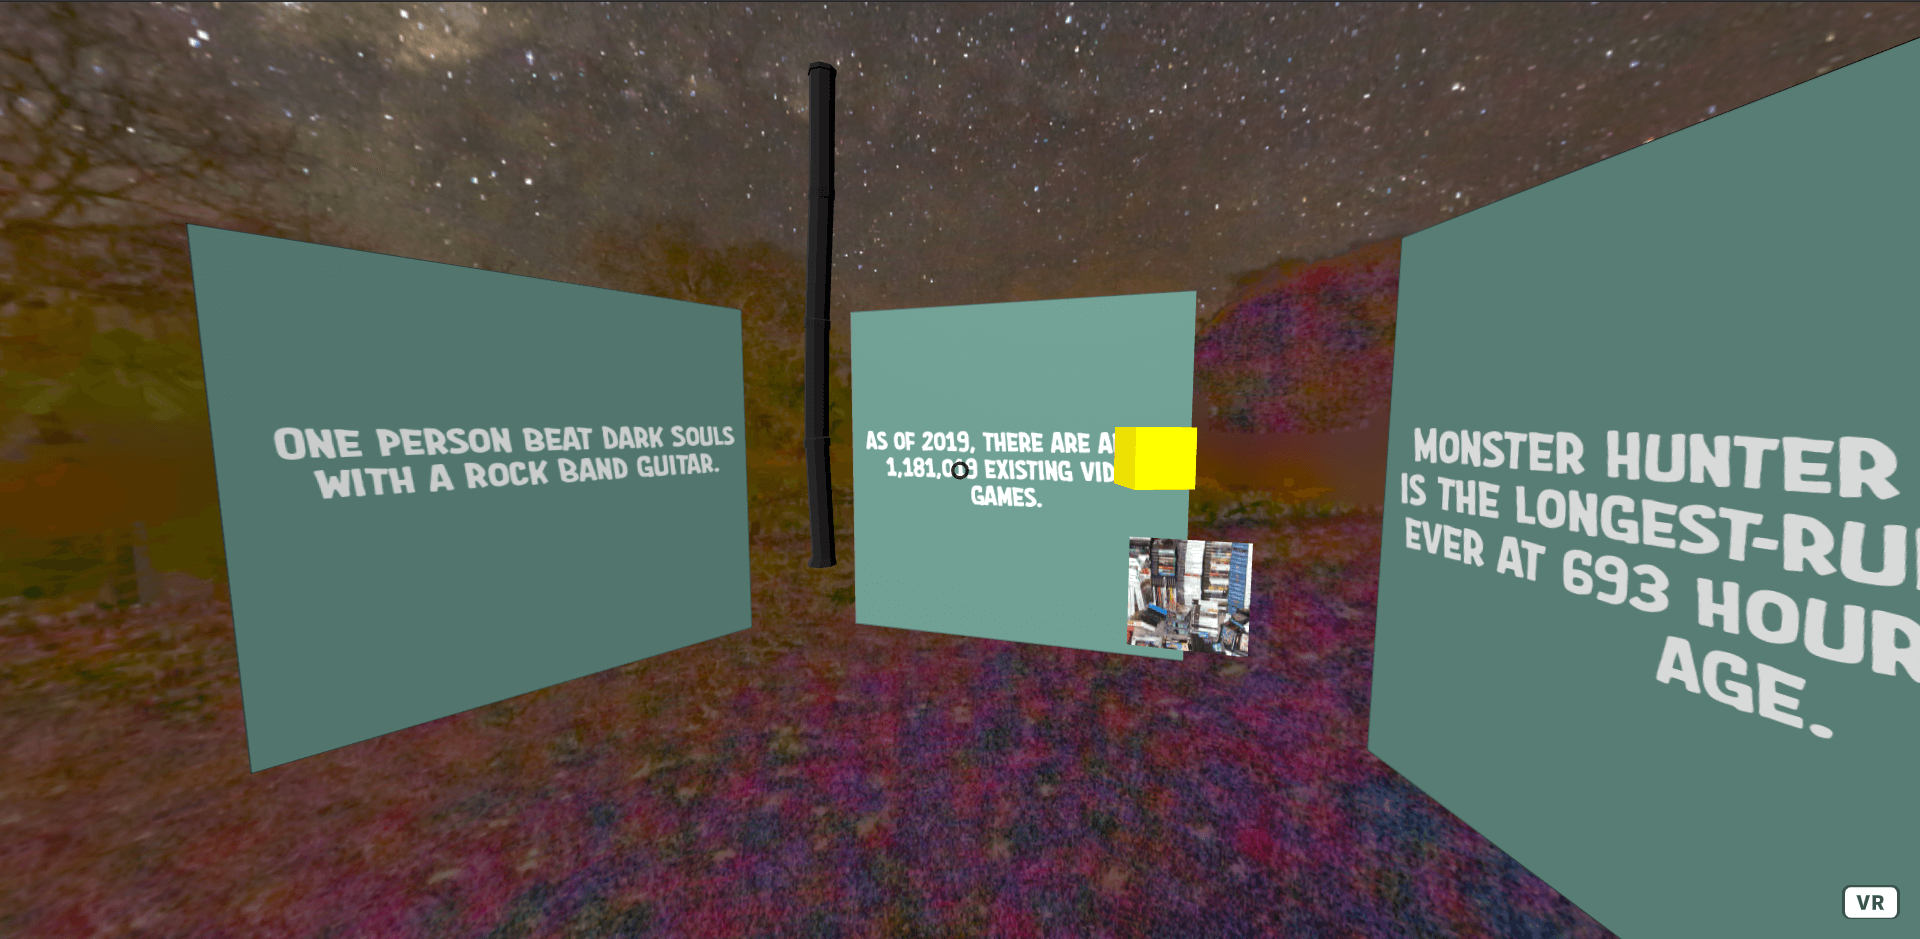 ONE PERSON BEAT DARK SOULS
WITH A ROCK BAND GUITAR.
AS OF 2019, THERE ARE
EXISTING
GAMES.
MONSTER HUNTER
IS THE
EVER AT 693
AGE.
VR